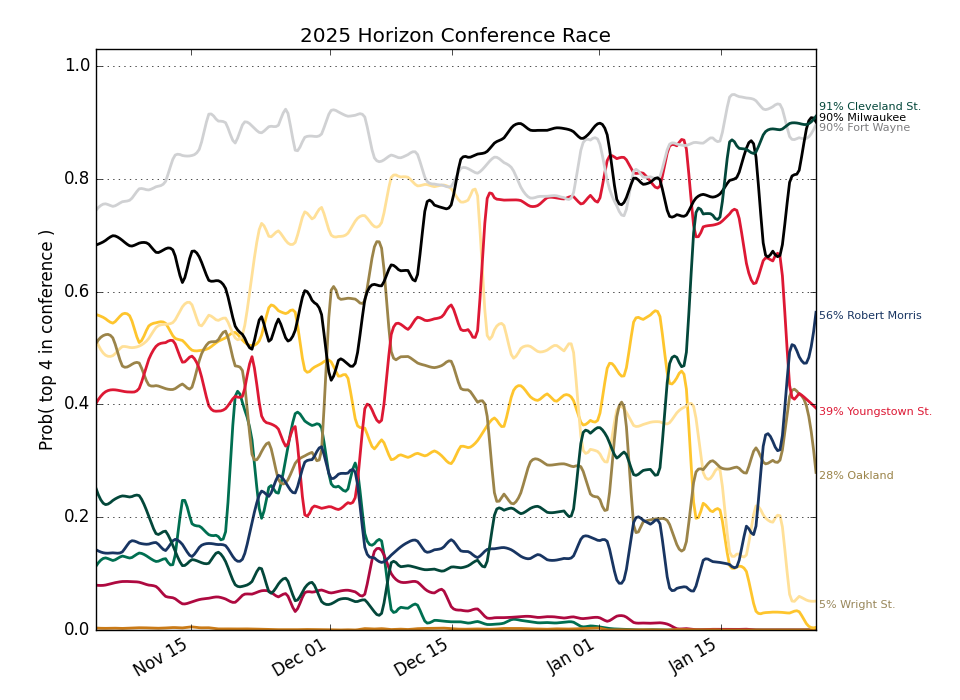 2025 Horizon Conference Race
Prob( top 4 in conference )
1.0
0.8
0.6
0.4
0.2
0.0
Nov 15
Dec 01
Dec 15
Jan 01
Jan 15
91% Cleveland St.
90% Milwaukee
90% Fort Wayne
56% Robert Morris
39% Youngstown St.
28% Oakland
5% Wright St.